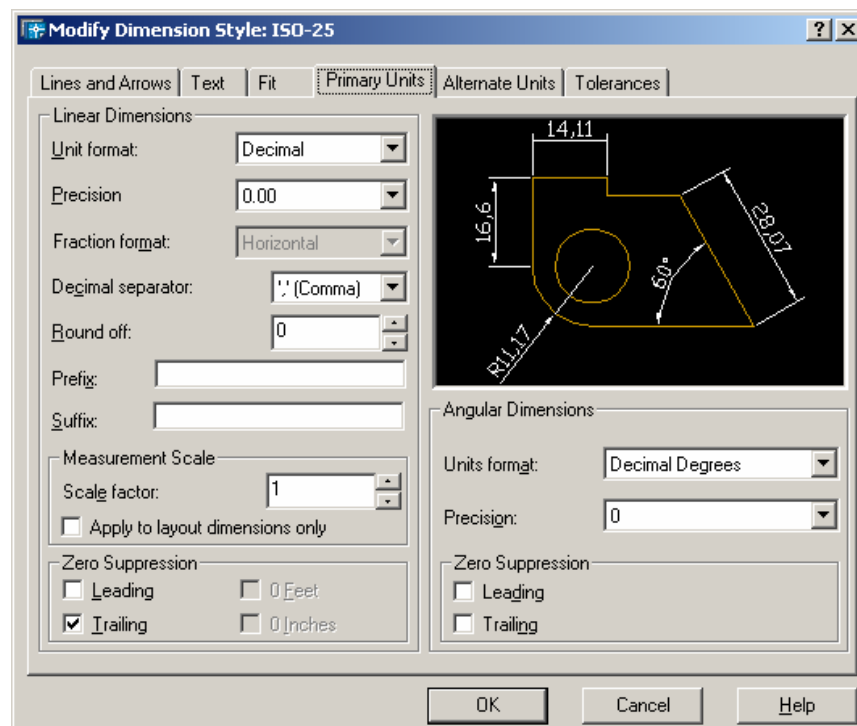 Modify Dimension Style: ISO-25
Lines and Arrows Text Fit Primary Units Alternate Units Tolerances
Linear Dimensions
Unit format: Decimal
Precision 0.00
Fraction format: Horizontal
Decimal separator: ',' (Comma)
Round off: 0
Prefix:
Suffix:
Measurement Scale
Scale factor: 1
Apply to layout dimensions only
Zero Suppression
Leading 0 Feet
Trailing 0 Inches
14,11
16,6
28,07
60°
R11,17
Angular Dimensions
Units format: Decimal Degrees
Precision: 0
Zero Suppression
Leading
Trailing
OK Cancel Help